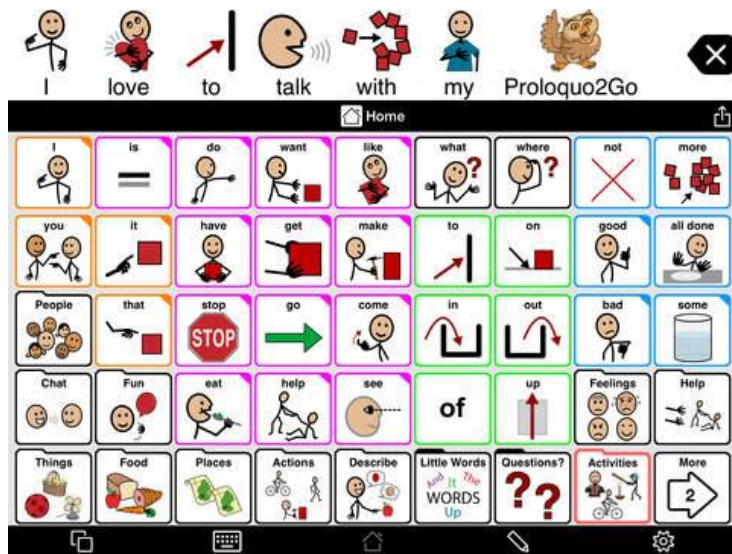 I love to talk with my Proloquo2Go
Home
I is do want like what where not more
you it have get make to on good all done
People that stop go come in out bad some
STOP
Chat Fun eat help see of up Feelings Help
Things Food Places Actions Describe Little Words Questions? Activities More
And It The
WORDS
Up
2